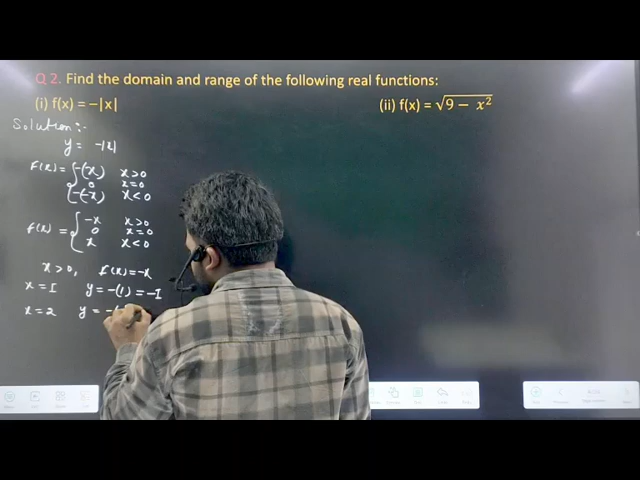 Q 2. Find the domain and range of the following real functions:
(i) f(x) = −|x|
(ii) f(x) = √(9 − x²)
Solution:-
y = -|x|
f(x) = { -(x) x>0
0 x=0
-(-x) x<0
f(x) = { -x x>0
0 x=0
x x<0
x>0, f(x)=-x
x=1 y=-(1)=-1
x=2 y=-(